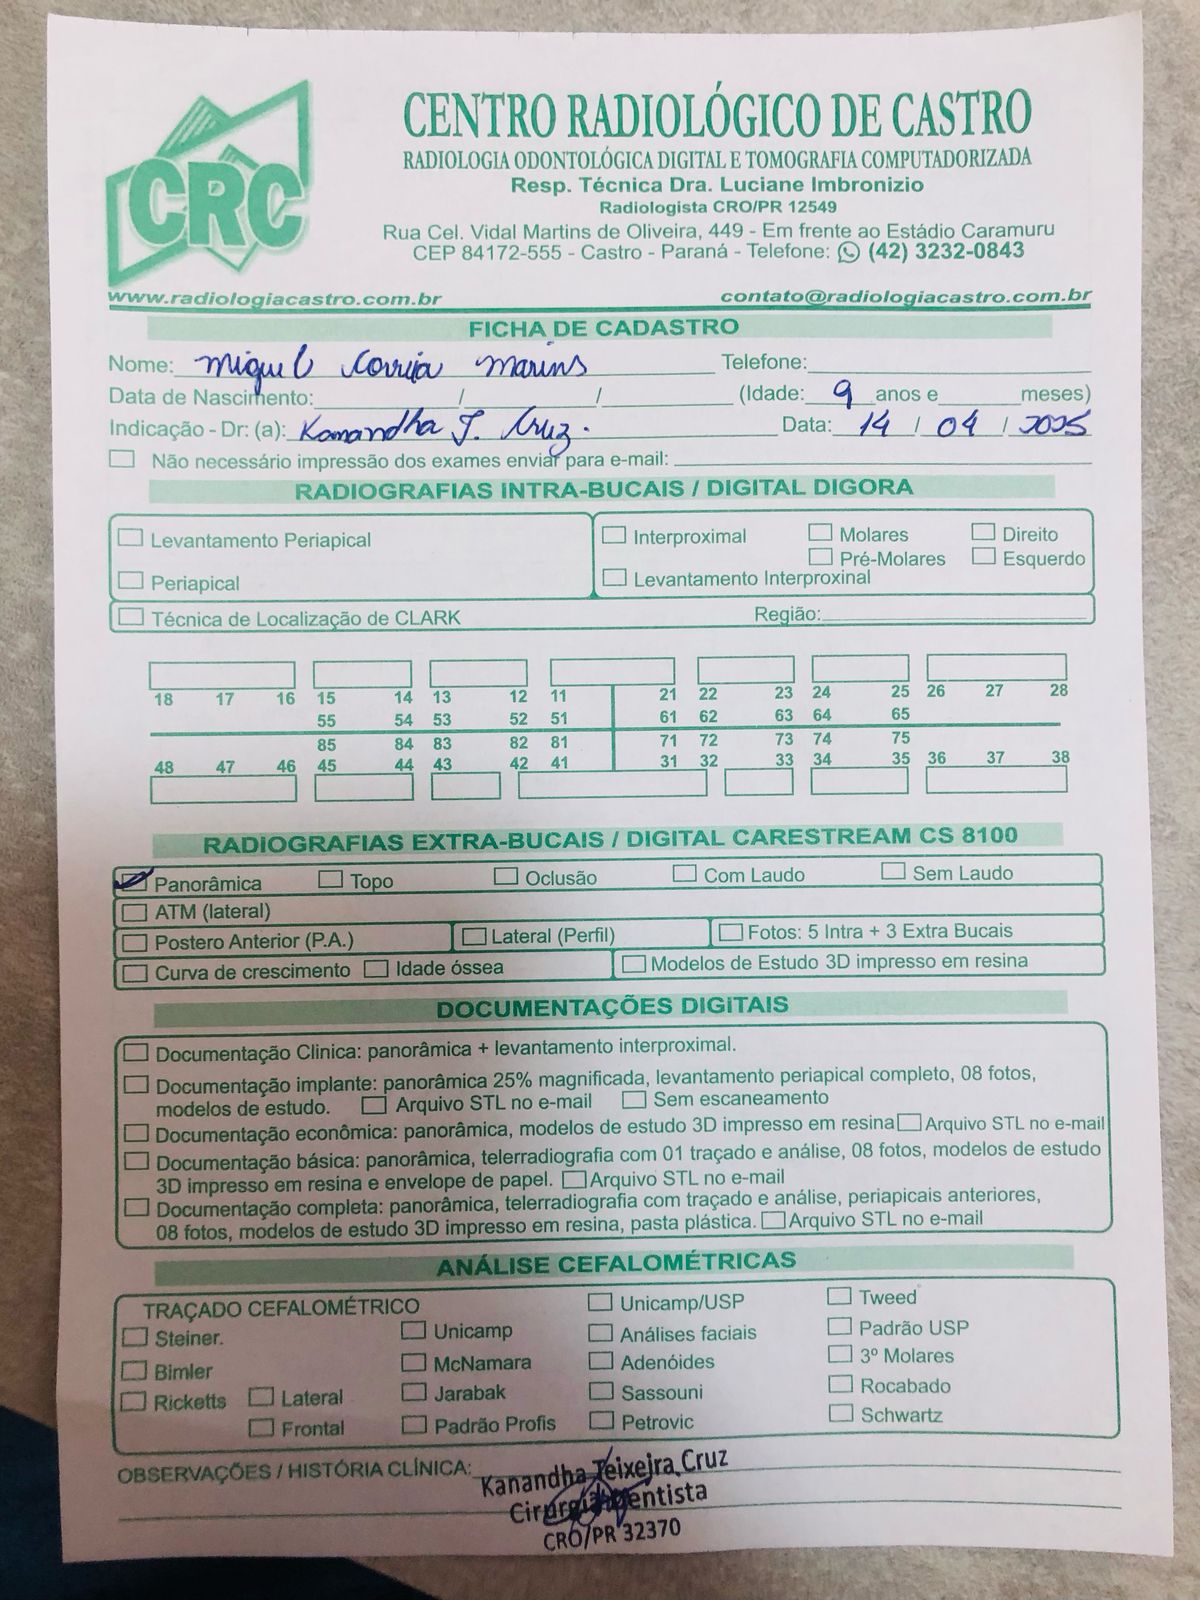 CRC
CENTRO RADIOLÓGICO DE CASTRO
RADIOLOGIA ODONTOLÓGICA DIGITAL E TOMOGRAFIA COMPUTADORIZADA
Resp. Técnica Dra. Luciane Imbronizio
Radiologista CRO/PR 12549
Rua Cel. Vidal Martins de Oliveira, 449 - Em frente ao Estádio Caramuru
CEP 84172-555 - Castro - Paraná - Telefone: (42) 3232-0843
www.radiologiacastro.com.br contato@radiologiacastro.com.br
FICHA DE CADASTRO
Nome: Miguel Correia Marins Telefone:
Data de Nascimento: / / (Idade: 9 anos e meses)
Indicação - Dr: (a): Kanandha T. Cruz. Data: 14 / 04 / 2025
Não necessário impressão dos exames enviar para e-mail:
RADIOGRAFIAS INTRA-BUCAIS / DIGITAL DIGORA
Levantamento Periapical Interproximal Molares Direito
Pré-Molares Esquerdo
Periapical Levantamento Interproxinal
Técnica de Localização de CLARK Região:
18 17 16 15 14 13 12 11 21 22 23 24 25 26 27 28
55 54 53 52 51 61 62 63 64 65
85 84 83 82 81 71 72 73 74 75
48 47 46 45 44 43 42 41 31 32 33 34 35 36 37 38
RADIOGRAFIAS EXTRA-BUCAIS / DIGITAL CARESTREAM CS 8100
Panorâmica Topo Oclusão Com Laudo Sem Laudo
ATM (lateral)
Postero Anterior (P.A.) Lateral (Perfil) Fotos: 5 Intra + 3 Extra Bucais
Curva de crescimento Idade óssea Modelos de Estudo 3D impresso em resina
DOCUMENTAÇÕES DIGITAIS
Documentação Clinica: panorâmica + levantamento interproximal.
Documentação implante: panorâmica 25% magnificada, levantamento periapical completo, 08 fotos,
modelos de estudo. Arquivo STL no e-mail Sem escaneamento
Documentação econômica: panorâmica, modelos de estudo 3D impresso em resina Arquivo STL no e-mail
Documentação básica: panorâmica, telerradiografia com 01 traçado e análise, 08 fotos, modelos de estudo
3D impresso em resina e envelope de papel. Arquivo STL no e-mail
Documentação completa: panorâmica, telerradiografia com traçado e análise, periapicais anteriores,
08 fotos, modelos de estudo 3D impresso em resina, pasta plástica. Arquivo STL no e-mail
ANÁLISE CEFALOMÉTRICAS
TRAÇADO CEFALOMÉTRICO Unicamp/USP Tweed
Steiner. Unicamp Análises faciais Padrão USP
Bimler McNamara Adenóides 3º Molares
Ricketts Lateral Jarabak Sassouni Rocabado
Frontal Padrão Profis Petrovic Schwartz
OBSERVAÇÕES / HISTÓRIA CLÍNICA:
Kanandha Teixeira Cruz
Cirurgiã Dentista
CRO/PR 32370